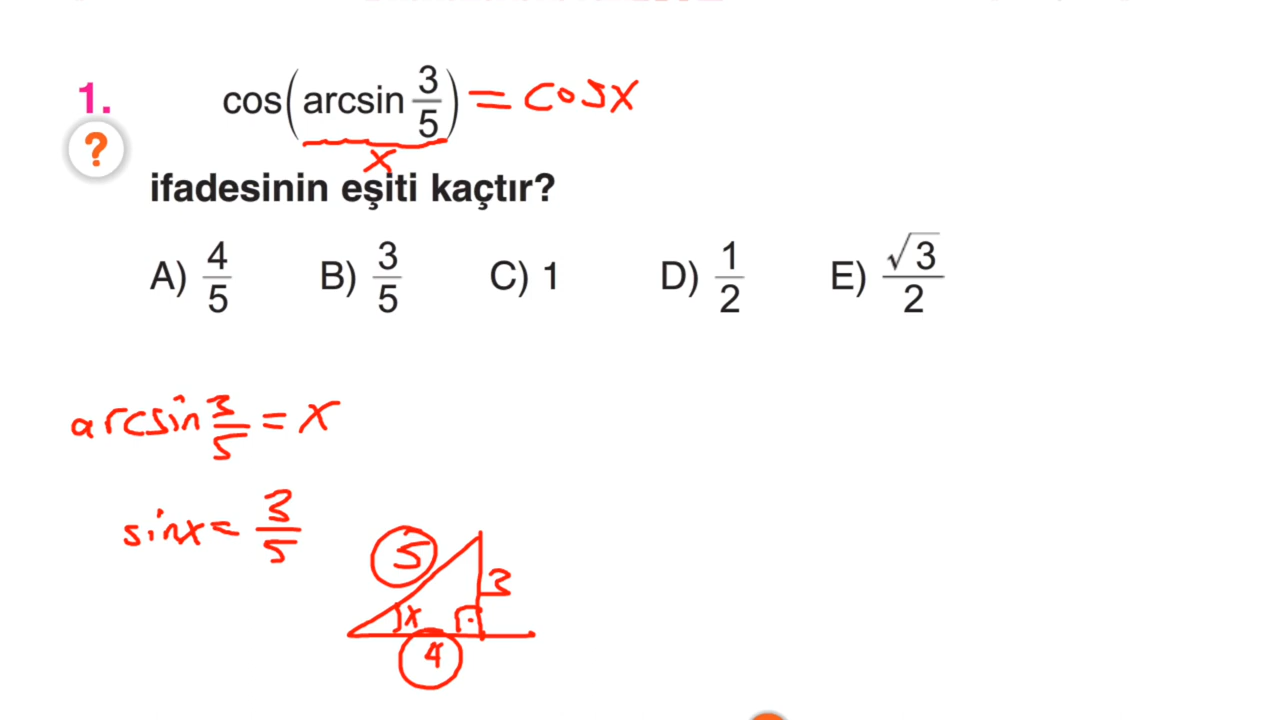 1. cos(arcsin 3/5) = cosx
x
?
ifadesinin eşiti kaçtır?
A) 4/5 B) 3/5 C) 1 D) 1/2 E) √3/2
arcsin 3/5 = x
sinx = 3/5
5 3
x
4